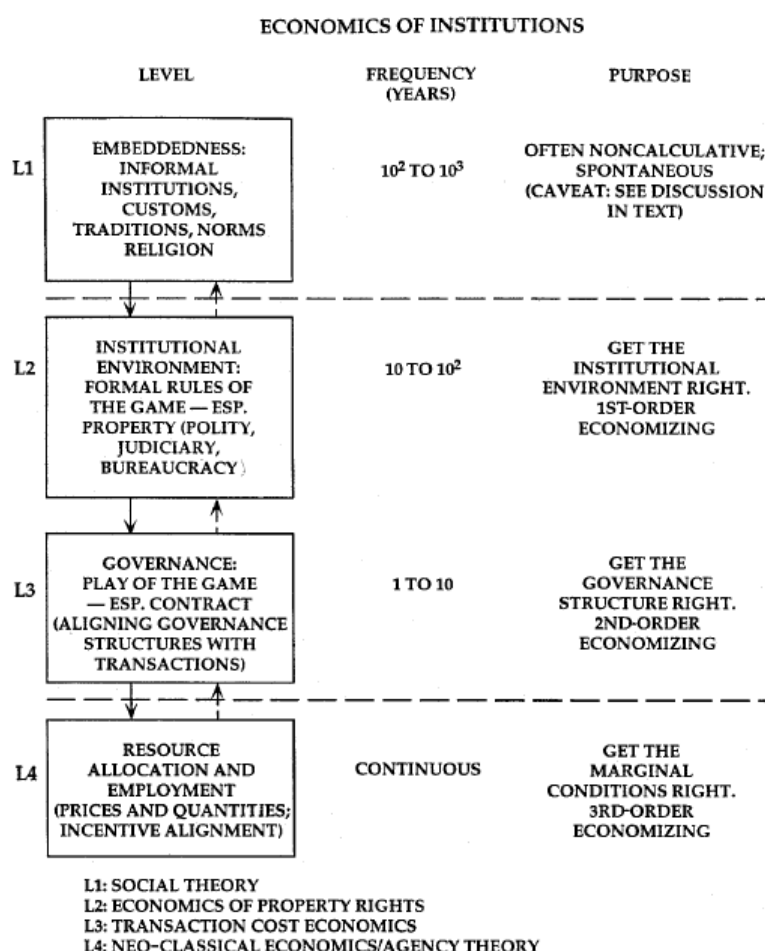 ECONOMICS OF INSTITUTIONS
LEVEL
FREQUENCY
(YEARS)
PURPOSE
L1
EMBEDDEDNESS:
INFORMAL
INSTITUTIONS,
CUSTOMS,
TRADITIONS, NORMS
RELIGION
10² TO 10³
OFTEN NONCALCULATIVE;
SPONTANEOUS
(CAVEAT: SEE DISCUSSION
IN TEXT)
L2
INSTITUTIONAL
ENVIRONMENT:
FORMAL RULES OF
THE GAME — ESP.
PROPERTY (POLITY,
JUDICIARY,
BUREAUCRACY)
10 TO 10²
GET THE
INSTITUTIONAL
ENVIRONMENT RIGHT.
1ST-ORDER
ECONOMIZING
L3
GOVERNANCE:
PLAY OF THE GAME
— ESP. CONTRACT
(ALIGNING GOVERNANCE
STRUCTURES WITH
TRANSACTIONS)
1 TO 10
GET THE
GOVERNANCE
STRUCTURE RIGHT.
2ND-ORDER
ECONOMIZING
L4
RESOURCE
ALLOCATION AND
EMPLOYMENT
(PRICES AND QUANTITIES;
INCENTIVE ALIGNMENT)
CONTINUOUS
GET THE
MARGINAL
CONDITIONS RIGHT.
3RD-ORDER
ECONOMIZING
L1: SOCIAL THEORY
L2: ECONOMICS OF PROPERTY RIGHTS
L3: TRANSACTION COST ECONOMICS
L4: NEO-CLASSICAL ECONOMICS/AGENCY THEORY